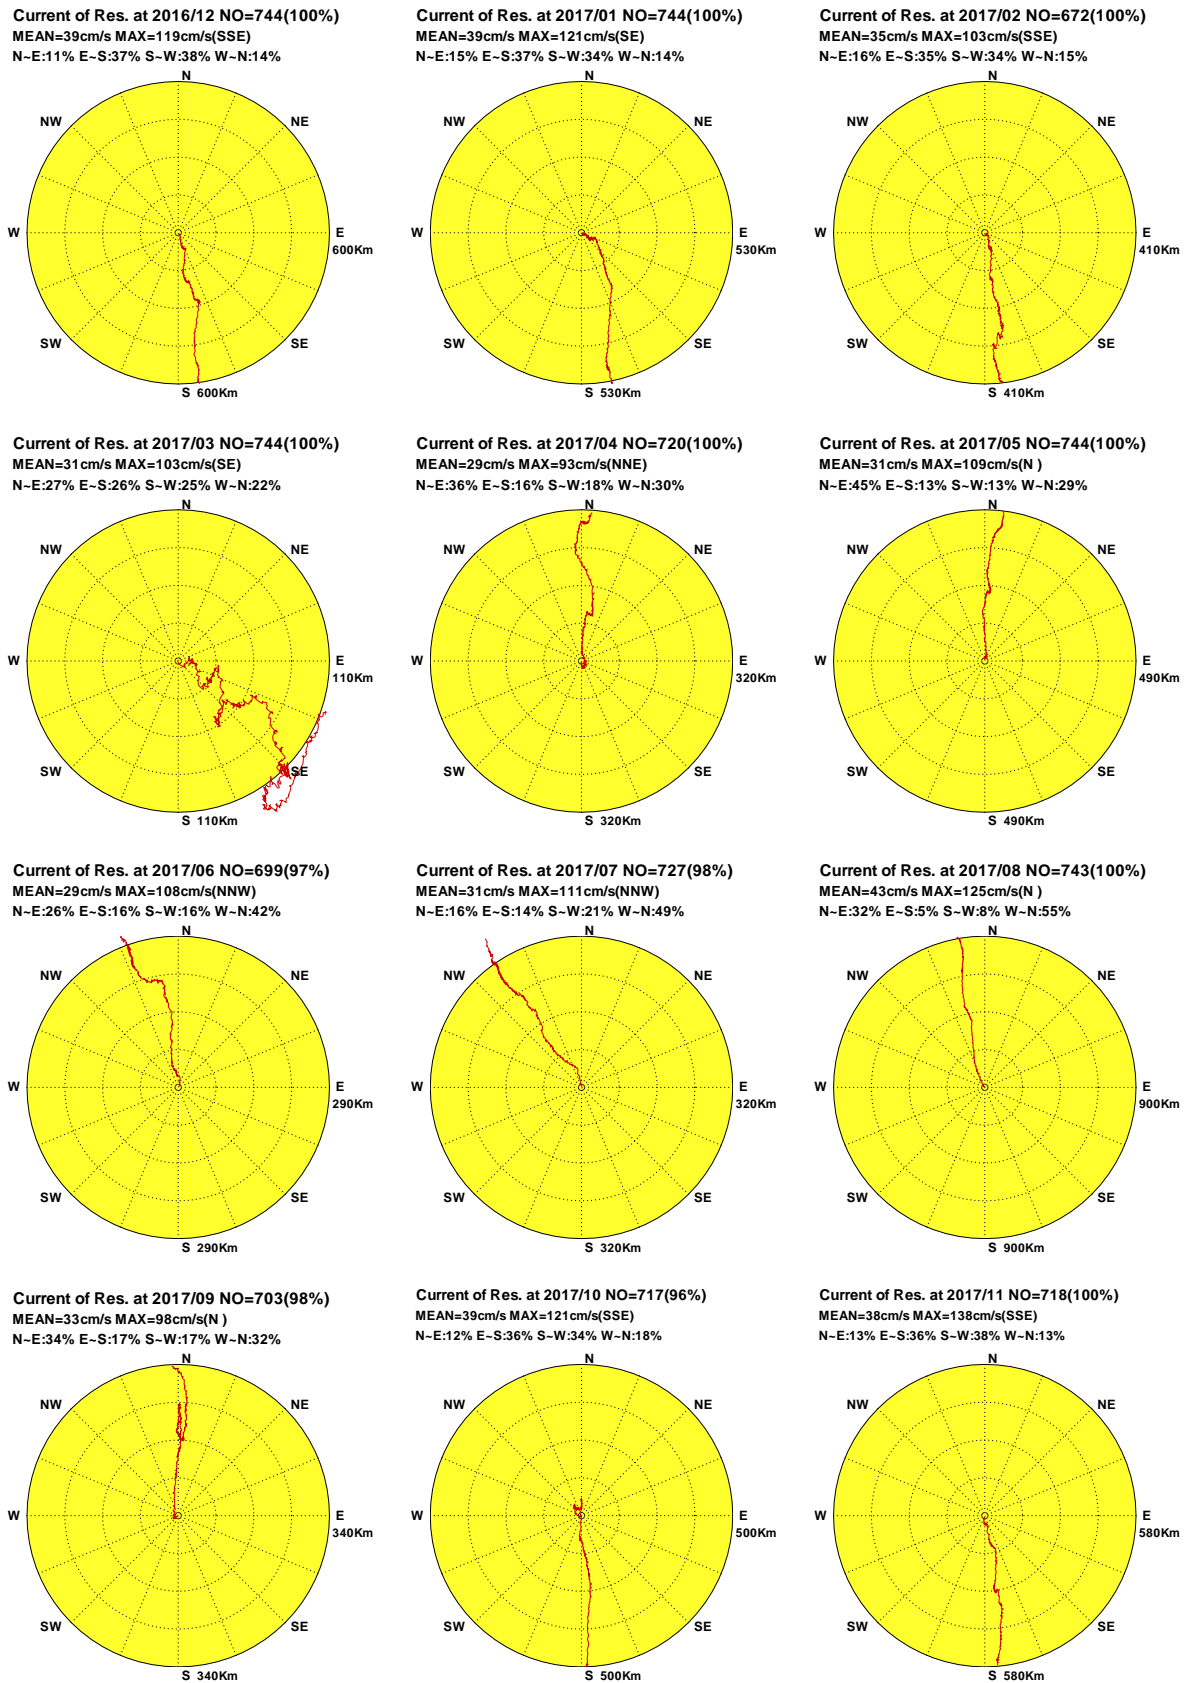 Current of Res. at 2016/12 NO=744(100%)
MEAN=39cm/s MAX=119cm/s(SSE)
N~E:11% E~S:37% S~W:38% W~N:14%
N
NW
NE
W
E
600Km
SW
SE
S 600Km
Current of Res. at 2017/01 NO=744(100%)
MEAN=39cm/s MAX=121cm/s(SE)
N~E:15% E~S:37% S~W:34% W~N:14%
N
NW
NE
W
E
530Km
SW
SE
S 530Km
Current of Res. at 2017/02 NO=672(100%)
MEAN=35cm/s MAX=103cm/s(SSE)
N~E:16% E~S:35% S~W:34% W~N:15%
N
NW
NE
W
E
410Km
SW
SE
S 410Km
Current of Res. at 2017/03 NO=744(100%)
MEAN=31cm/s MAX=103cm/s(SE)
N~E:27% E~S:26% S~W:25% W~N:22%
N
NW
NE
W
E
110Km
SW
SE
S 110Km
Current of Res. at 2017/04 NO=720(100%)
MEAN=29cm/s MAX=93cm/s(NNE)
N~E:36% E~S:16% S~W:18% W~N:30%
N
NW
NE
W
E
320Km
SW
SE
S 320Km
Current of Res. at 2017/05 NO=744(100%)
MEAN=31cm/s MAX=109cm/s(N )
N~E:45% E~S:13% S~W:13% W~N:29%
N
NW
NE
W
E
490Km
SW
SE
S 490Km
Current of Res. at 2017/06 NO=699(97%)
MEAN=29cm/s MAX=108cm/s(NNW)
N~E:26% E~S:16% S~W:16% W~N:42%
N
NW
NE
W
E
290Km
SW
SE
S 290Km
Current of Res. at 2017/07 NO=727(98%)
MEAN=31cm/s MAX=111cm/s(NNW)
N~E:16% E~S:14% S~W:21% W~N:49%
N
NW
NE
W
E
320Km
SW
SE
S 320Km
Current of Res. at 2017/08 NO=743(100%)
MEAN=43cm/s MAX=125cm/s(N )
N~E:32% E~S:5% S~W:8% W~N:55%
N
NW
NE
W
E
900Km
SW
SE
S 900Km
Current of Res. at 2017/09 NO=703(98%)
MEAN=33cm/s MAX=98cm/s(N )
N~E:34% E~S:17% S~W:17% W~N:32%
N
NW
NE
W
E
340Km
SW
SE
S 340Km
Current of Res. at 2017/10 NO=717(96%)
MEAN=39cm/s MAX=121cm/s(SSE)
N~E:12% E~S:36% S~W:34% W~N:18%
N
NW
NE
W
E
500Km
SW
SE
S 500Km
Current of Res. at 2017/11 NO=718(100%)
MEAN=38cm/s MAX=138cm/s(SSE)
N~E:13% E~S:36% S~W:38% W~N:13%
N
NW
NE
W
E
580Km
SW
SE
S 580Km